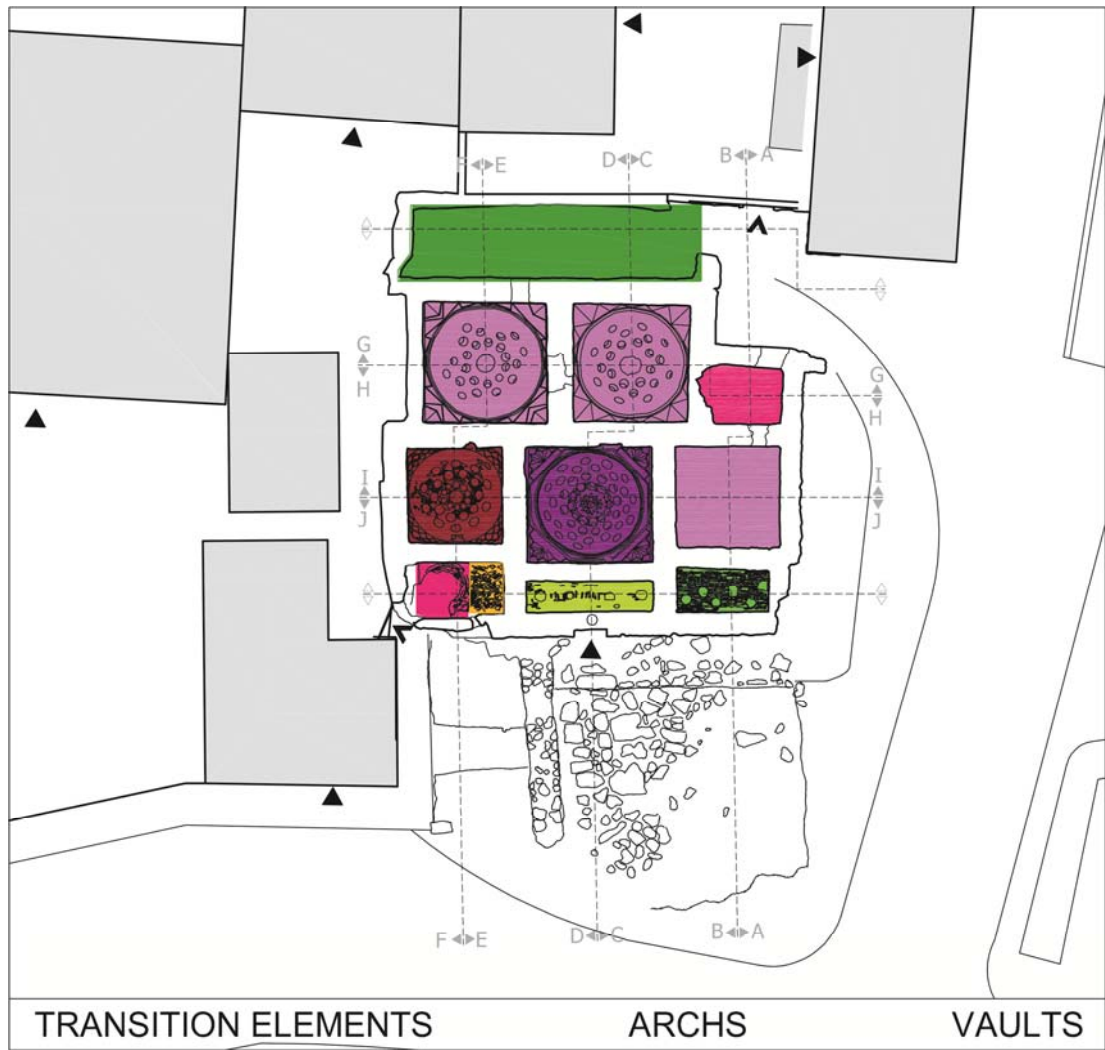 F E D C B A
G G
H H
I I
J J
F E D C B A
TRANSITION ELEMENTS ARCHS VAULTS